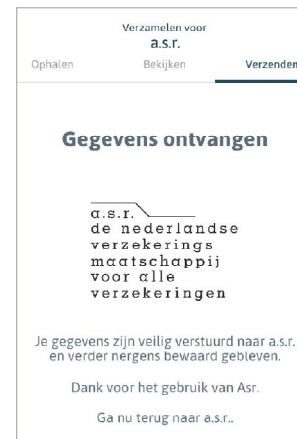 Verzamelen voor
a.s.r.
Ophalen Bekijken Verzenden
Gegevens ontvangen
a.s.r.
de nederlandse
verzekerings
maatschappij
voor alle
verzekeringen
Je gegevens zijn veilig verstuurd naar a.s.r.
en verder nergens bewaard gebleven.
Dank voor het gebruik van Asr.
Ga nu terug naar a.s.r..